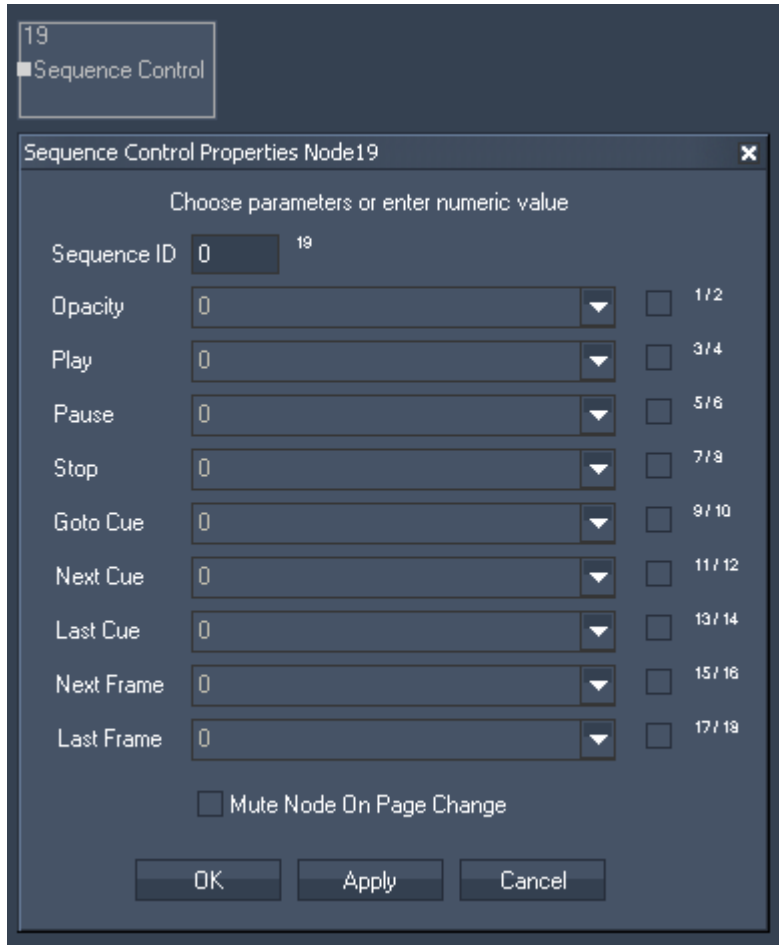 19
Sequence Control
Sequence Control Properties Node19
Choose parameters or enter numeric value
Sequence ID 0 19
Opacity 0 1/2
Play 0 3/4
Pause 0 5/6
Stop 0 7/8
Goto Cue 0 9/10
Next Cue 0 11/12
Last Cue 0 13/14
Next Frame 0 15/16
Last Frame 0 17/18
Mute Node On Page Change
OK Apply Cancel